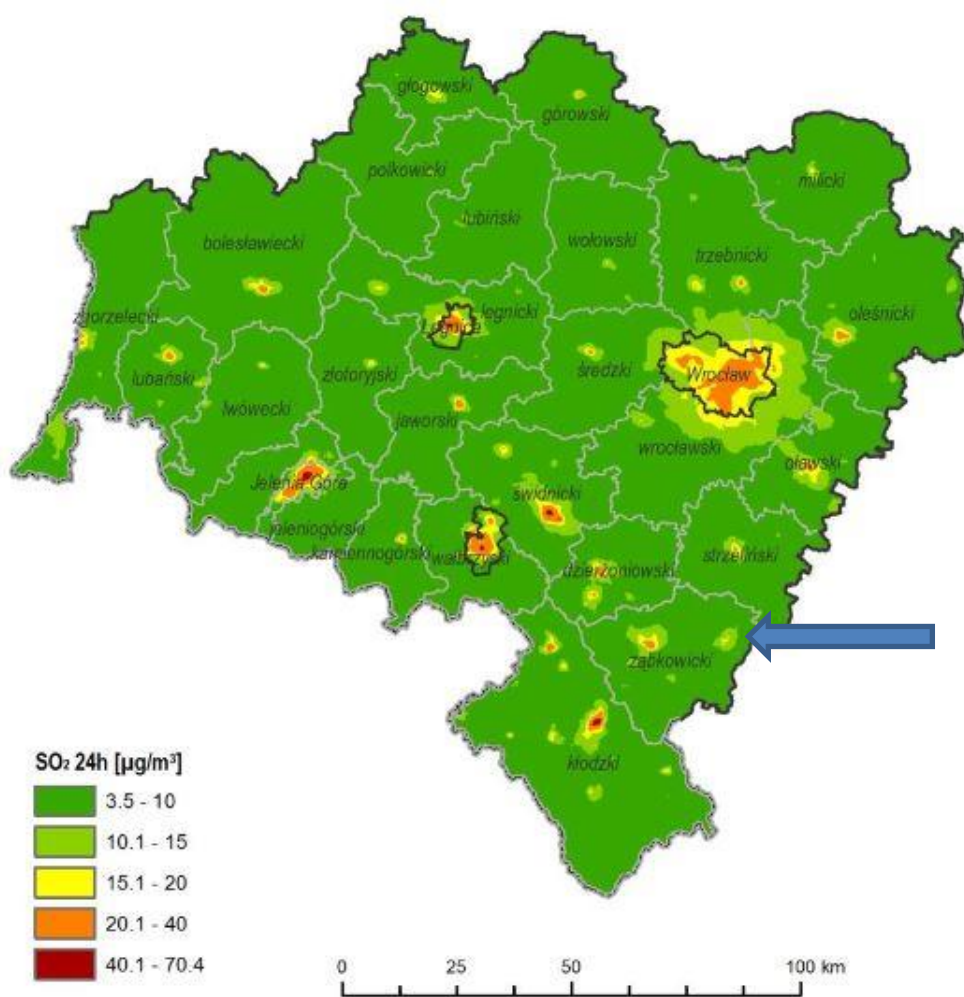 głogowski
górowski
polkowicki
milicki
lubiński
bolesławiecki
wołowski
trzebnicki
zgorzelecki
legnicki
oleśnicki
Legnica
lubański
złotoryjski
średzki
Wrocław
lwówecki
jaworski
wrocławski
oławski
Jelenia Góra
świdnicki
jeleniogórski
kamiennogórski
wałbrzyski
dzierżoniowski
strzeliński
ząbkowicki
kłodzki
SO₂ 24h [µg/m³]
3.5 - 10
10.1 - 15
15.1 - 20
20.1 - 40
40.1 - 70.4
0 25 50 100 km